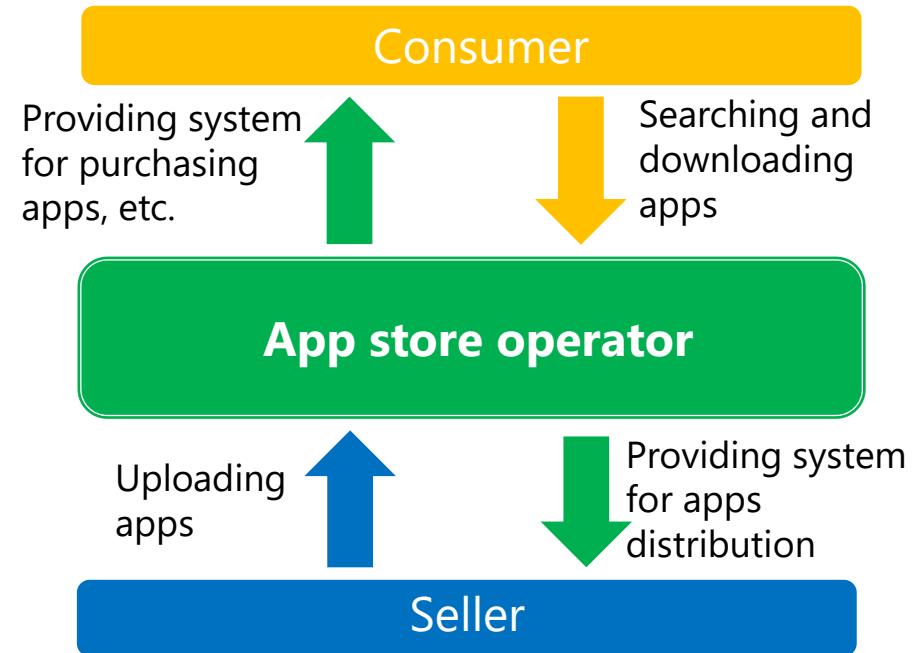 Consumer
Providing system
for purchasing
apps, etc.
Searching and
downloading
apps
App store operator
Uploading
apps
Providing system
for apps
distribution
Seller